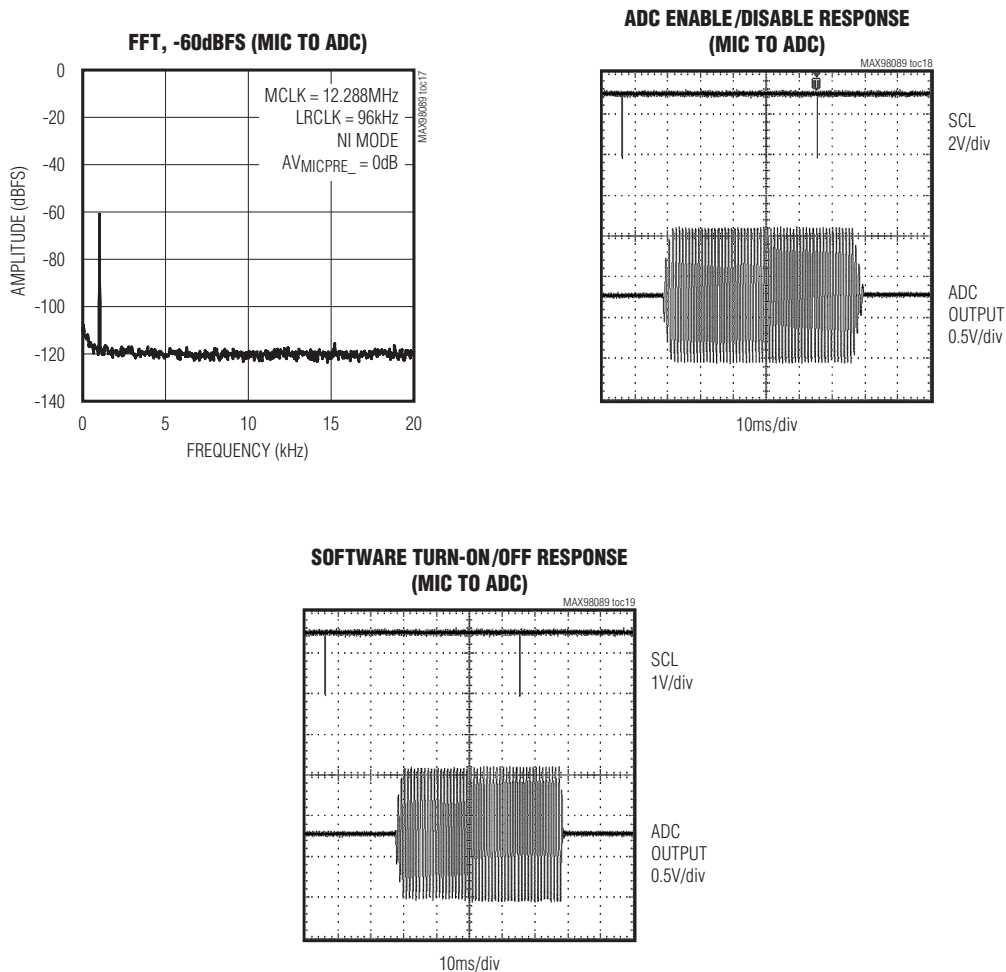 FFT, -60dBFS (MIC TO ADC)
MAX98089 toc17
MCLK = 12.288MHz
LRCLK = 96kHz
NI MODE
AVMICPRE_ = 0dB
AMPLITUDE (dBFS)
0
-20
-40
-60
-80
-100
-120
-140
0 5 10 15 20
FREQUENCY (kHz)
ADC ENABLE/DISABLE RESPONSE
(MIC TO ADC)
MAX98089 toc18
T
SCL
2V/div
ADC
OUTPUT
0.5V/div
10ms/div
SOFTWARE TURN-ON/OFF RESPONSE
(MIC TO ADC)
MAX98089 toc19
SCL
1V/div
ADC
OUTPUT
0.5V/div
10ms/div